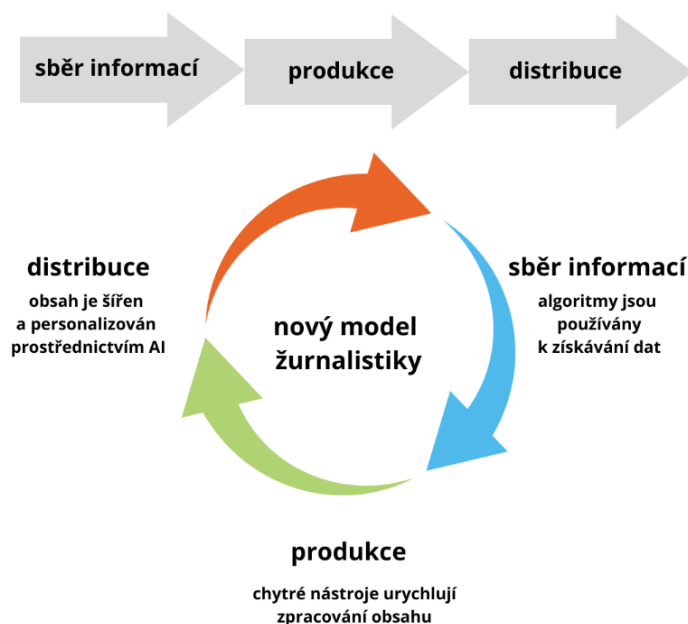 sběr informací
produkce
distribuce
distribuce
obsah je šířen
a personalizován
prostřednictvím AI
nový model
žurnalistiky
sběr informací
algoritmy jsou
používány
k získávání dat
produkce
chytré nástroje urychlují
zpracování obsahu